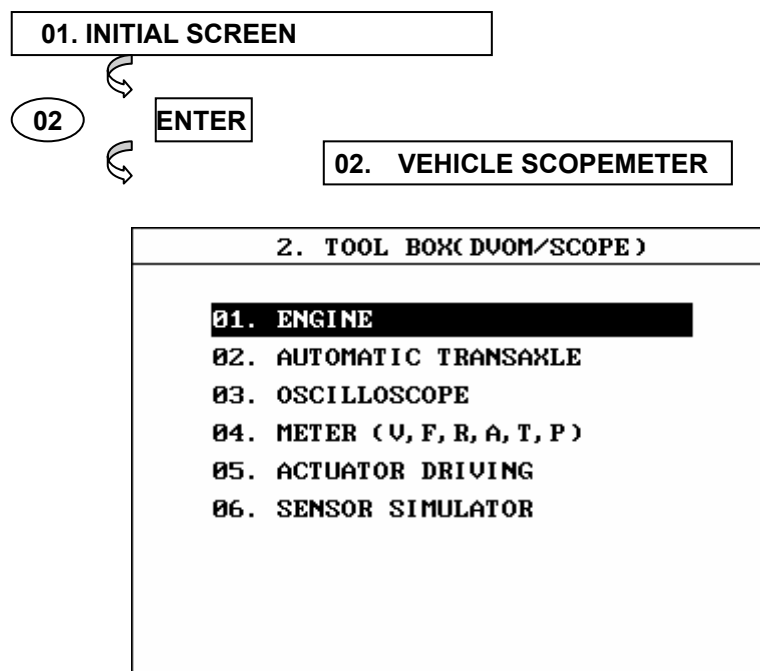 01. INITIAL SCREEN
02 ENTER
02. VEHICLE SCOPEMETER
2. TOOL BOX(DVOM/SCOPE)
01. ENGINE
02. AUTOMATIC TRANSAXLE
03. OSCILLOSCOPE
04. METER (V,F,R,A,T,P)
05. ACTUATOR DRIVING
06. SENSOR SIMULATOR